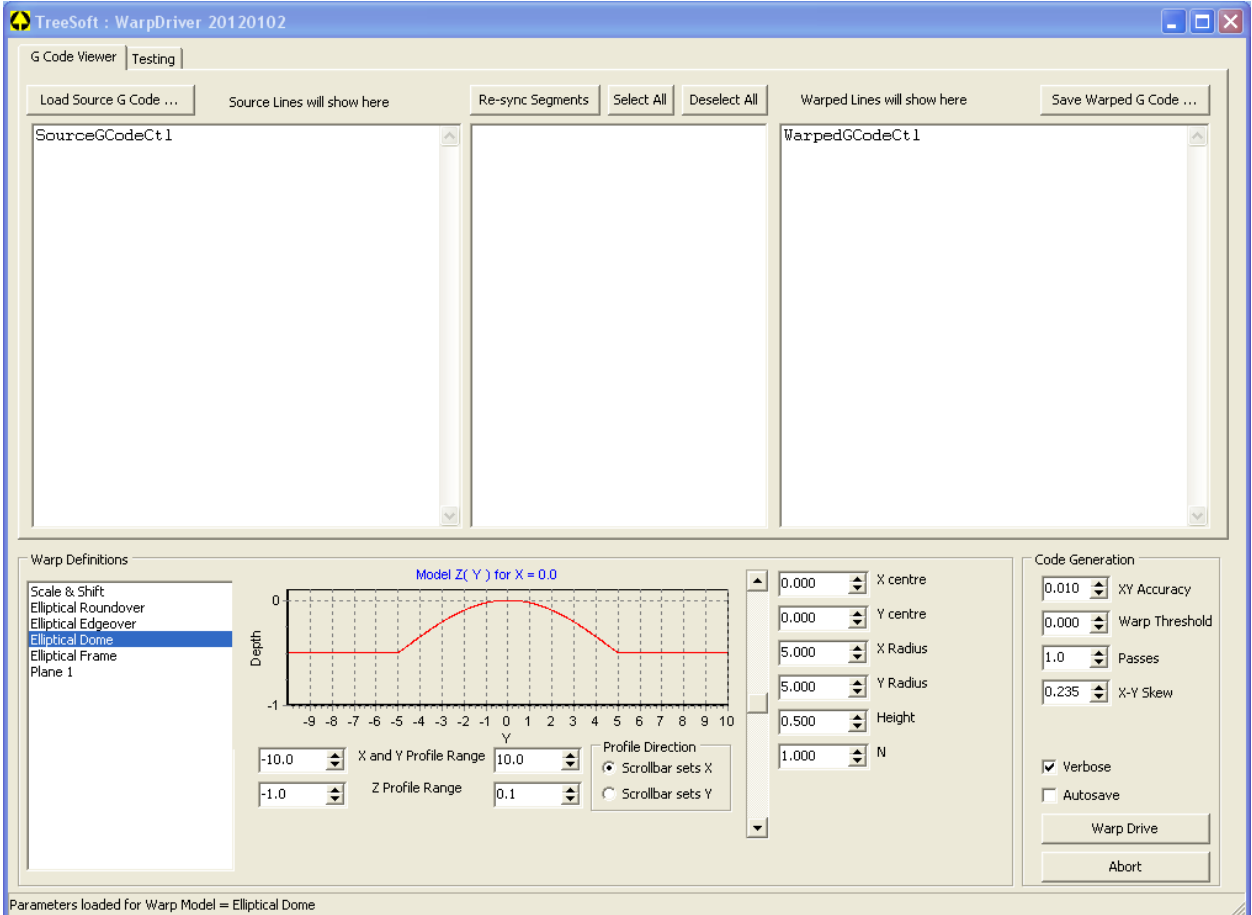 TreeSoft : WarpDriver 20120102
G Code Viewer Testing
Load Source G Code ... Source Lines will show here Re-sync Segments Select All Deselect All Warped Lines will show here Save Warped G Code ...
SourceGCodeCtl WarpedGCodeCtl
Warp Definitions
Scale & Shift
Elliptical Roundover
Elliptical Edgeover
Elliptical Dome
Elliptical Frame
Plane 1
Model Z( Y ) for X = 0.0
0
Depth
-1
-9 -8 -7 -6 -5 -4 -3 -2 -1 0 1 2 3 4 5 6 7 8 9 10
Y
-10.0 X and Y Profile Range 10.0
-1.0 Z Profile Range 0.1
Profile Direction
Scrollbar sets X
Scrollbar sets Y
0.000 X centre
0.000 Y centre
5.000 X Radius
5.000 Y Radius
0.500 Height
1.000 N
Code Generation
0.010 XY Accuracy
0.000 Warp Threshold
1.0 Passes
0.235 X-Y Skew
Verbose
Autosave
Warp Drive
Abort
Parameters loaded for Warp Model = Elliptical Dome